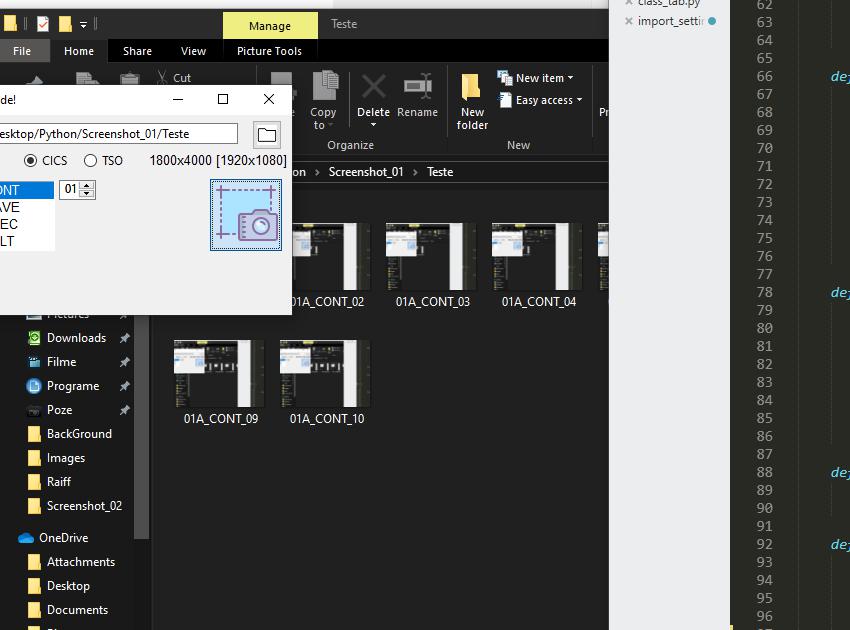 Manage
Teste
File
Home
Share
View
Picture Tools
Cut
Copy
to
Delete
Rename
New
folder
New item
Easy access
Organize
New
de!
esktop/Python/Screenshot_01/Teste
CICS
TSO
1800x4000 [1920x1080]
ONT
01
AVE
EC
LT
on
Screenshot_01
Teste
01A_CONT_02
01A_CONT_03
01A_CONT_04
01A_CONT_09
01A_CONT_10
Pictures
Downloads
Filme
Programe
Poze
BackGround
Images
Raiff
Screenshot_02
OneDrive
Attachments
Desktop
Documents
class_tab.py
import_setti
62
63
64
65
66 def
67
68
69
70
71
72
73
74
75
76
77
78 def
79
80
81
82
83
84
85
86
87
88 def
89
90
91
92 def
93
94
95
96